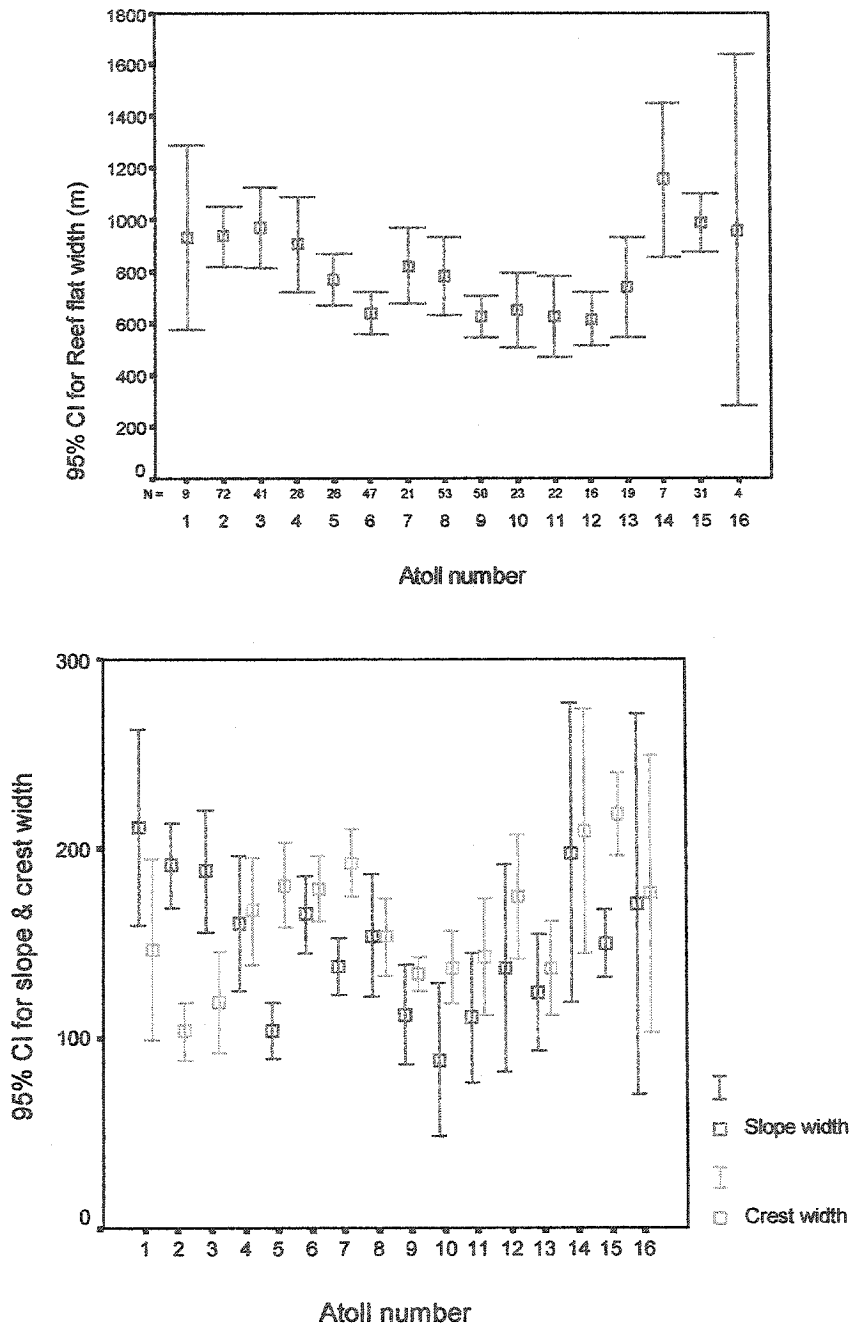 95% CI for Reef flat width (m)
1800
1600
1400
1200
1000
800
600
400
200
0
N = 9 72 41 28 28 47 21 53 50 23 22 16 19 7 31 4
1 2 3 4 5 6 7 8 9 10 11 12 13 14 15 16
Atoll number
95% CI for slope & crest width
300
200
100
0
Slope width
Crest width
1 2 3 4 5 6 7 8 9 10 11 12 13 14 15 16
Atoll number